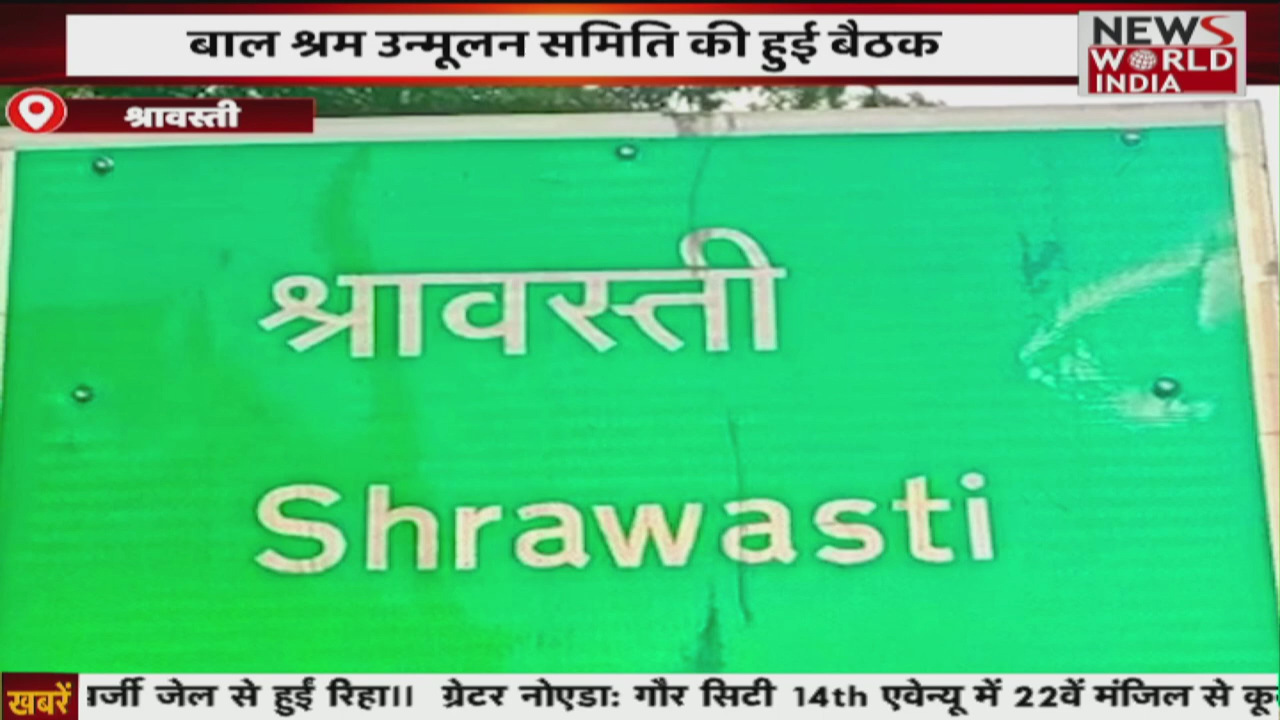 बाल श्रम उन्मूलन समिति की हुई बैठक
NEWS
WORLD
INDIA
श्रावस्ती
श्रावस्ती
Shrawasti
खबरें
जेल से हुईं रिहा।। ग्रेटर नोएडा: गौर सिटी 14th एवेन्यू में 22वें मंजिल से